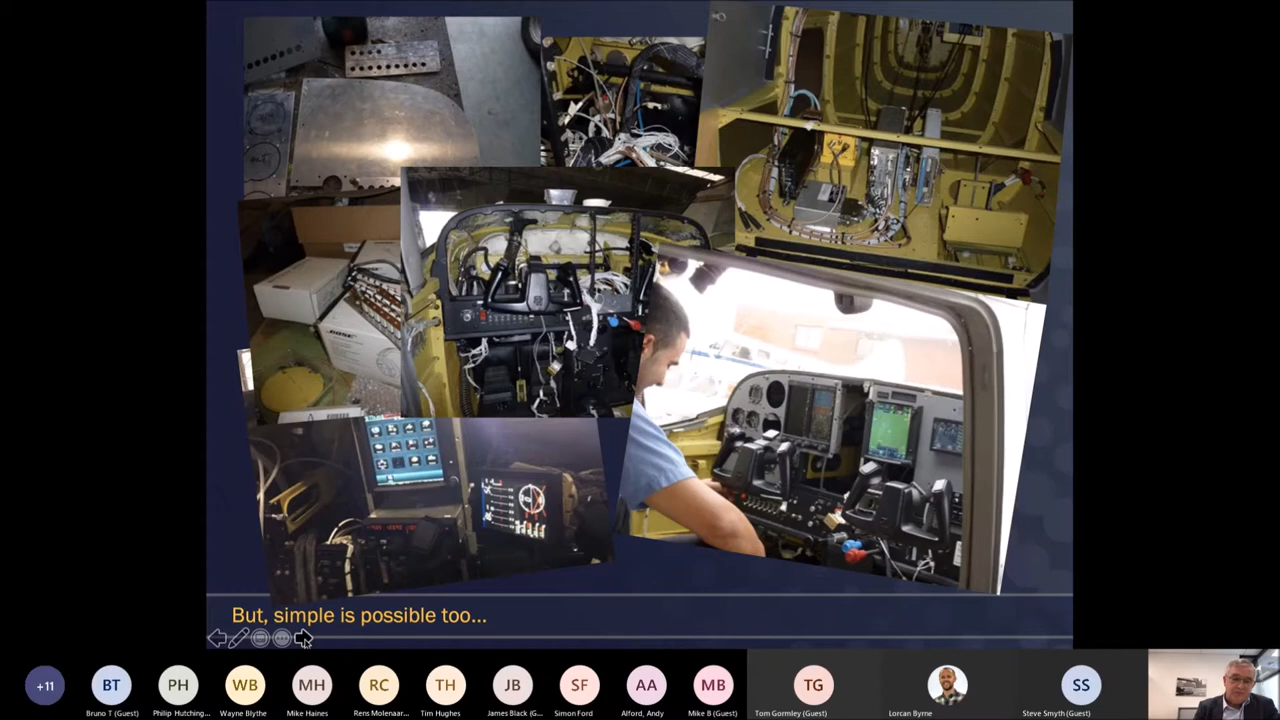 BOSE
But, simple is possible too...
+11
BT
PH
WB
MH
RC
TH
JB
SF
AA
MB
TG
SS
Bruno T (Guest)
Philip Hutching...
Wayne Blythe
Mike Haines
Rens Molenaar...
Tim Hughes
James Black (G...
Simon Ford
Alford, Andy
Mike B (Guest)
Tom Gormley (Guest)
Lorcan Byrne
Steve Smyth (Guest)